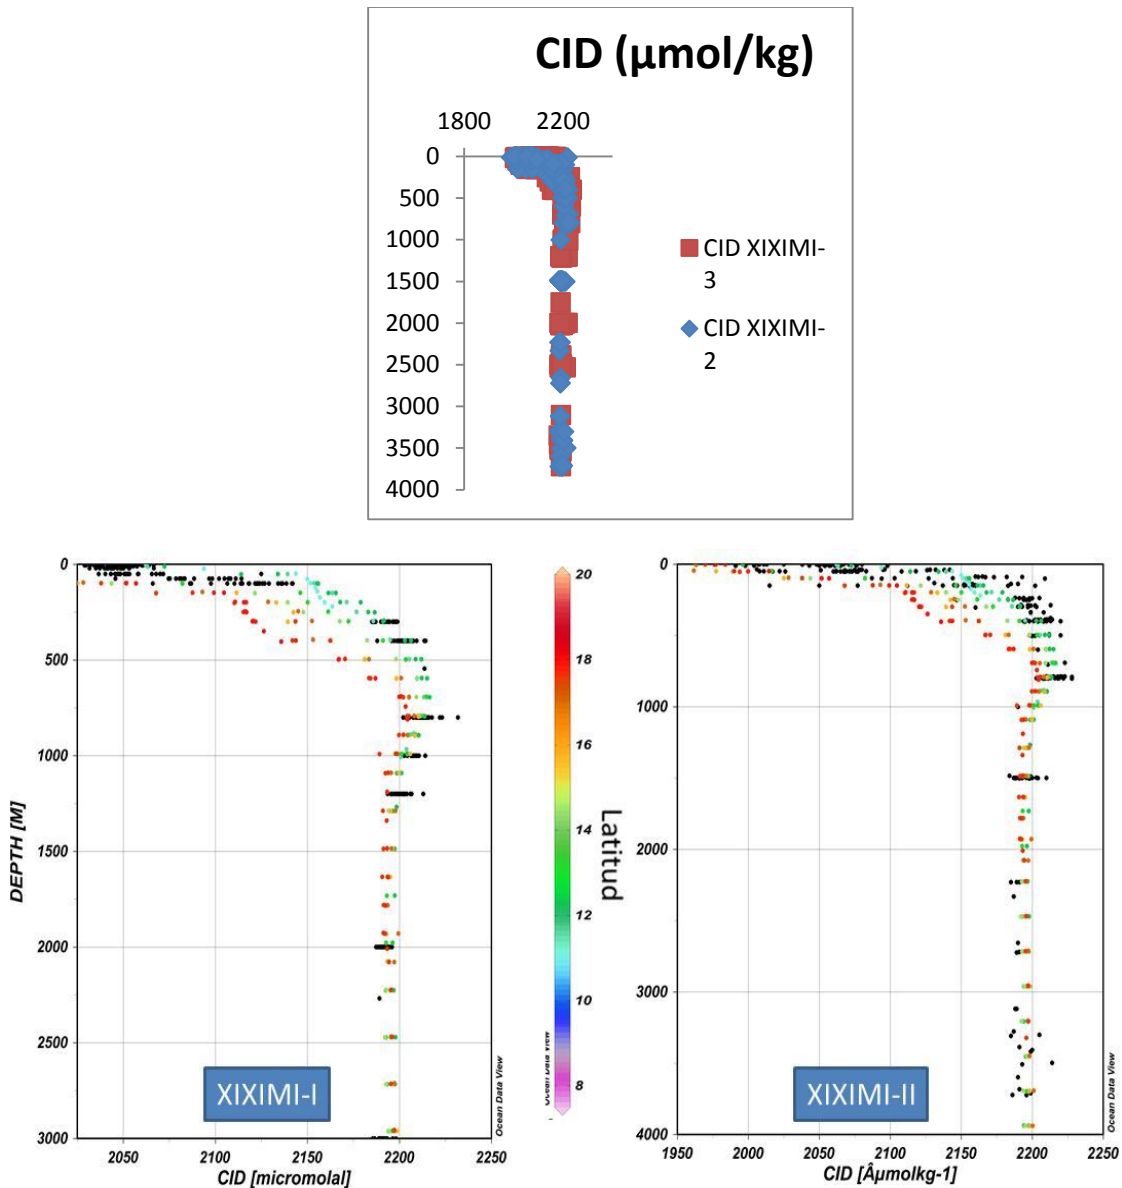 CID (µmol/kg)
1800 2200
0
500
1000
1500
2000
2500
3000
3500
4000
CID XIXIMI-
3
CID XIXIMI-
2
0
500
1000
1500
2000
2500
3000
DEPTH [M]
2050 2100 2150 2200 2250
CID [micromolal]
XIXIMI-I
Ocean Data View
20
18
16
14
12
10
8
Latitud
Ocean Data View
0
1000
2000
3000
4000
1950 2000 2050 2100 2150 2200 2250
CID [Âµmolkg-1]
XIXIMI-II
Ocean Data View